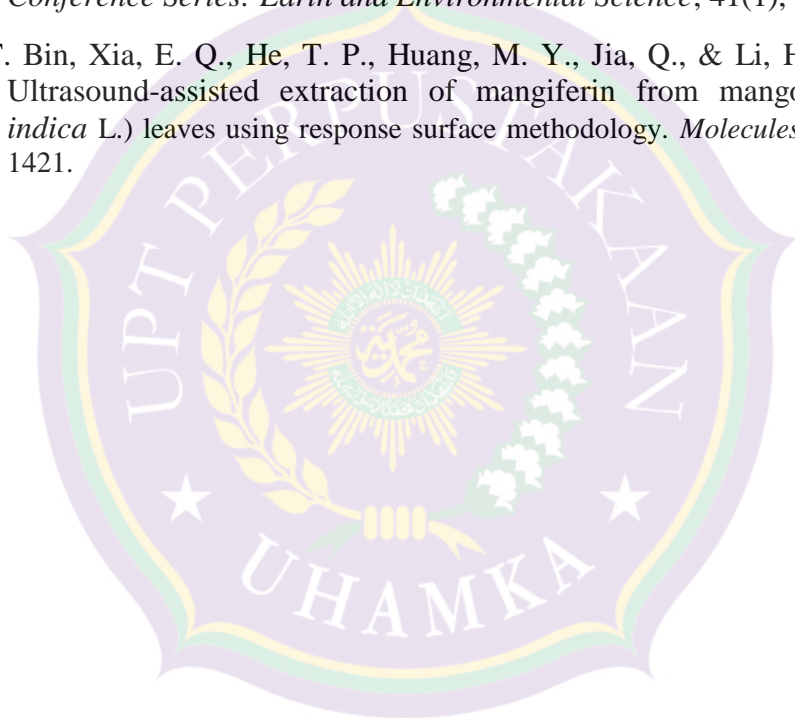 Conference Series: Earth and Environmental Science, 41(1),
. Bin, Xia, E. Q., He, T. P., Huang, M. Y., Jia, Q., & Li, H
Ultrasound-assisted extraction of mangiferin from mango
indica L.) leaves using response surface methodology. Molecules
1421.
UPT PERPUSTAKAAN
UHAMKA